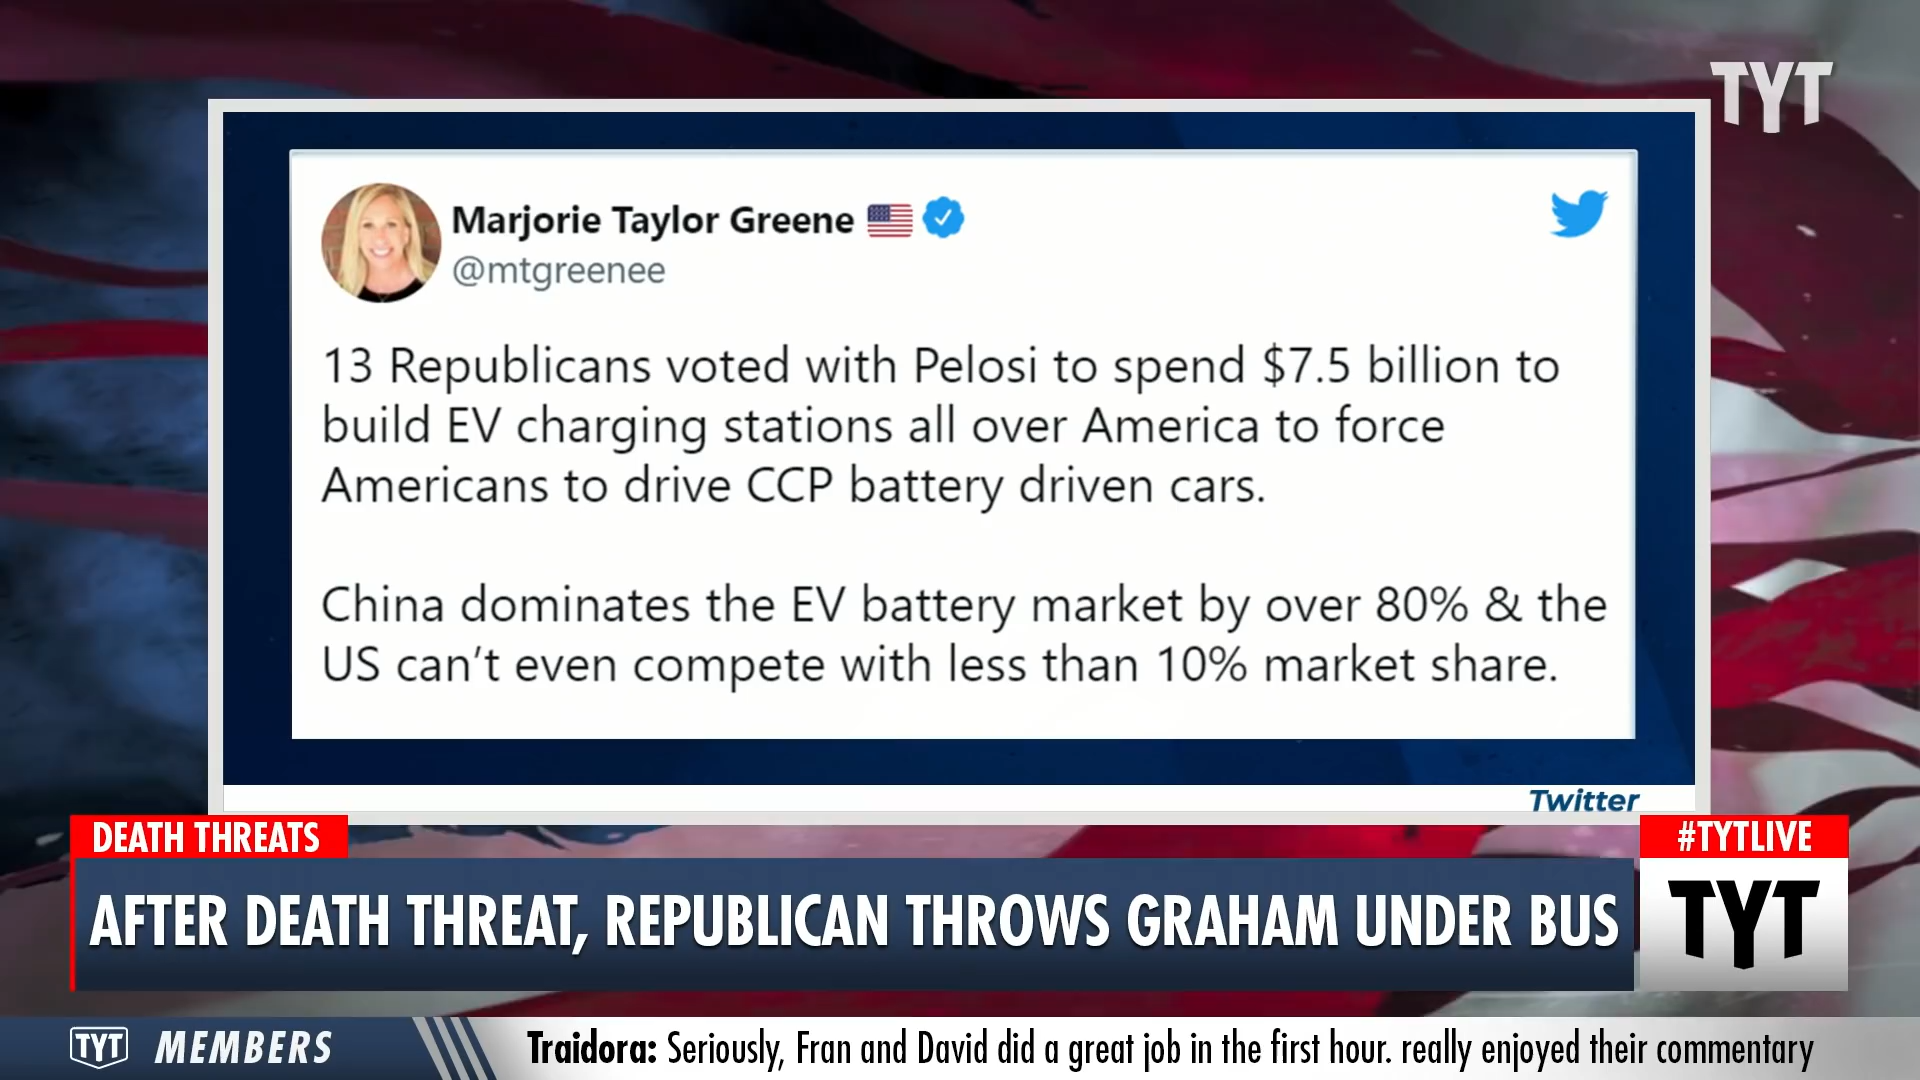 TYT
Marjorie Taylor Greene
@mtgreenee
13 Republicans voted with Pelosi to spend $7.5 billion to
build EV charging stations all over America to force
Americans to drive CCP battery driven cars.
China dominates the EV battery market by over 80% & the
US can't even compete with less than 10% market share.
Twitter
DEATH THREATS
#TYTLIVE
AFTER DEATH THREAT, REPUBLICAN THROWS GRAHAM UNDER BUS
TYT
TYT MEMBERS
Traidora: Seriously, Fran and David did a great job in the first hour. really enjoyed their commentary